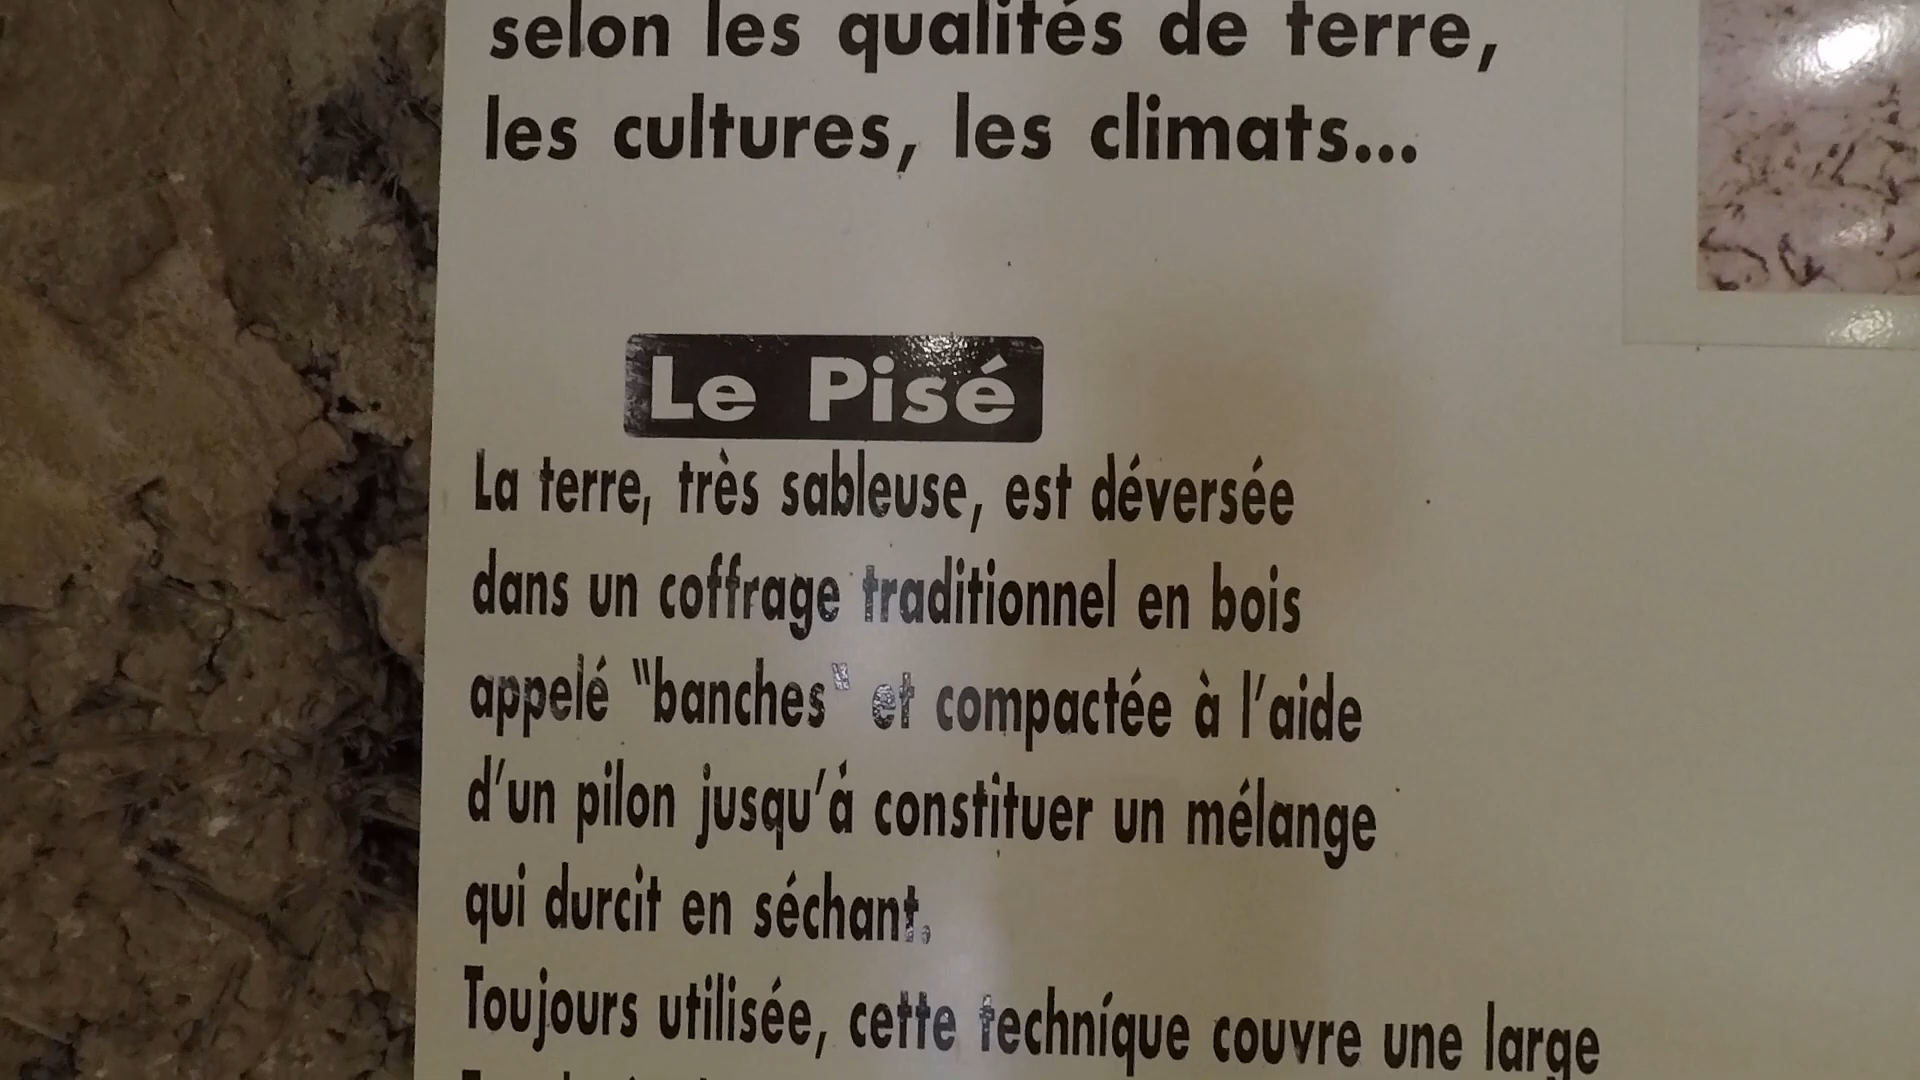 selon les qualités de terre,
les cultures, les climats...
Le Pisé
La terre, très sableuse, est déversée
dans un coffrage traditionnel en bois
appelé "banches" et compactée à l'aide
d'un pilon jusqu'à constituer un mélange
qui durcit en séchant.
Toujours utilisée, cette technique couvre une large